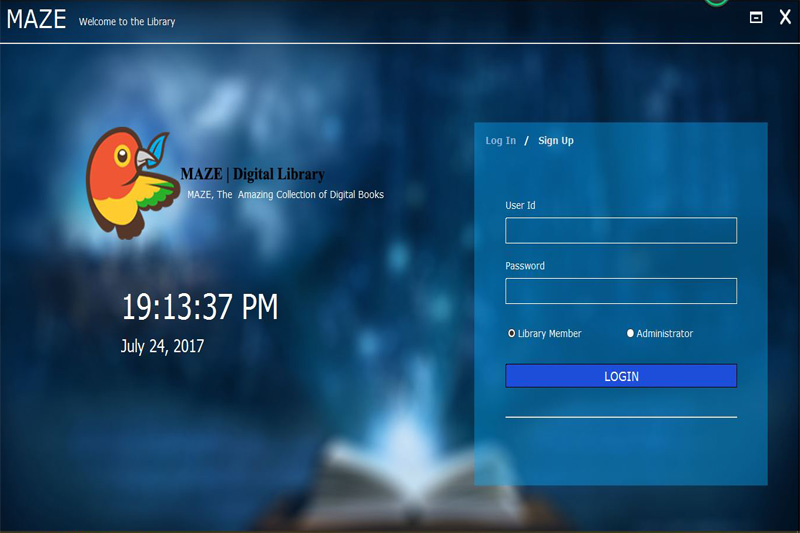 MAZE Welcome to the Library
MAZE | Digital Library
MAZE, The Amazing Collection of Digital Books
19:13:37 PM
July 24, 2017
Log In / Sign Up
User Id
Password
Library Member Administrator
LOGIN